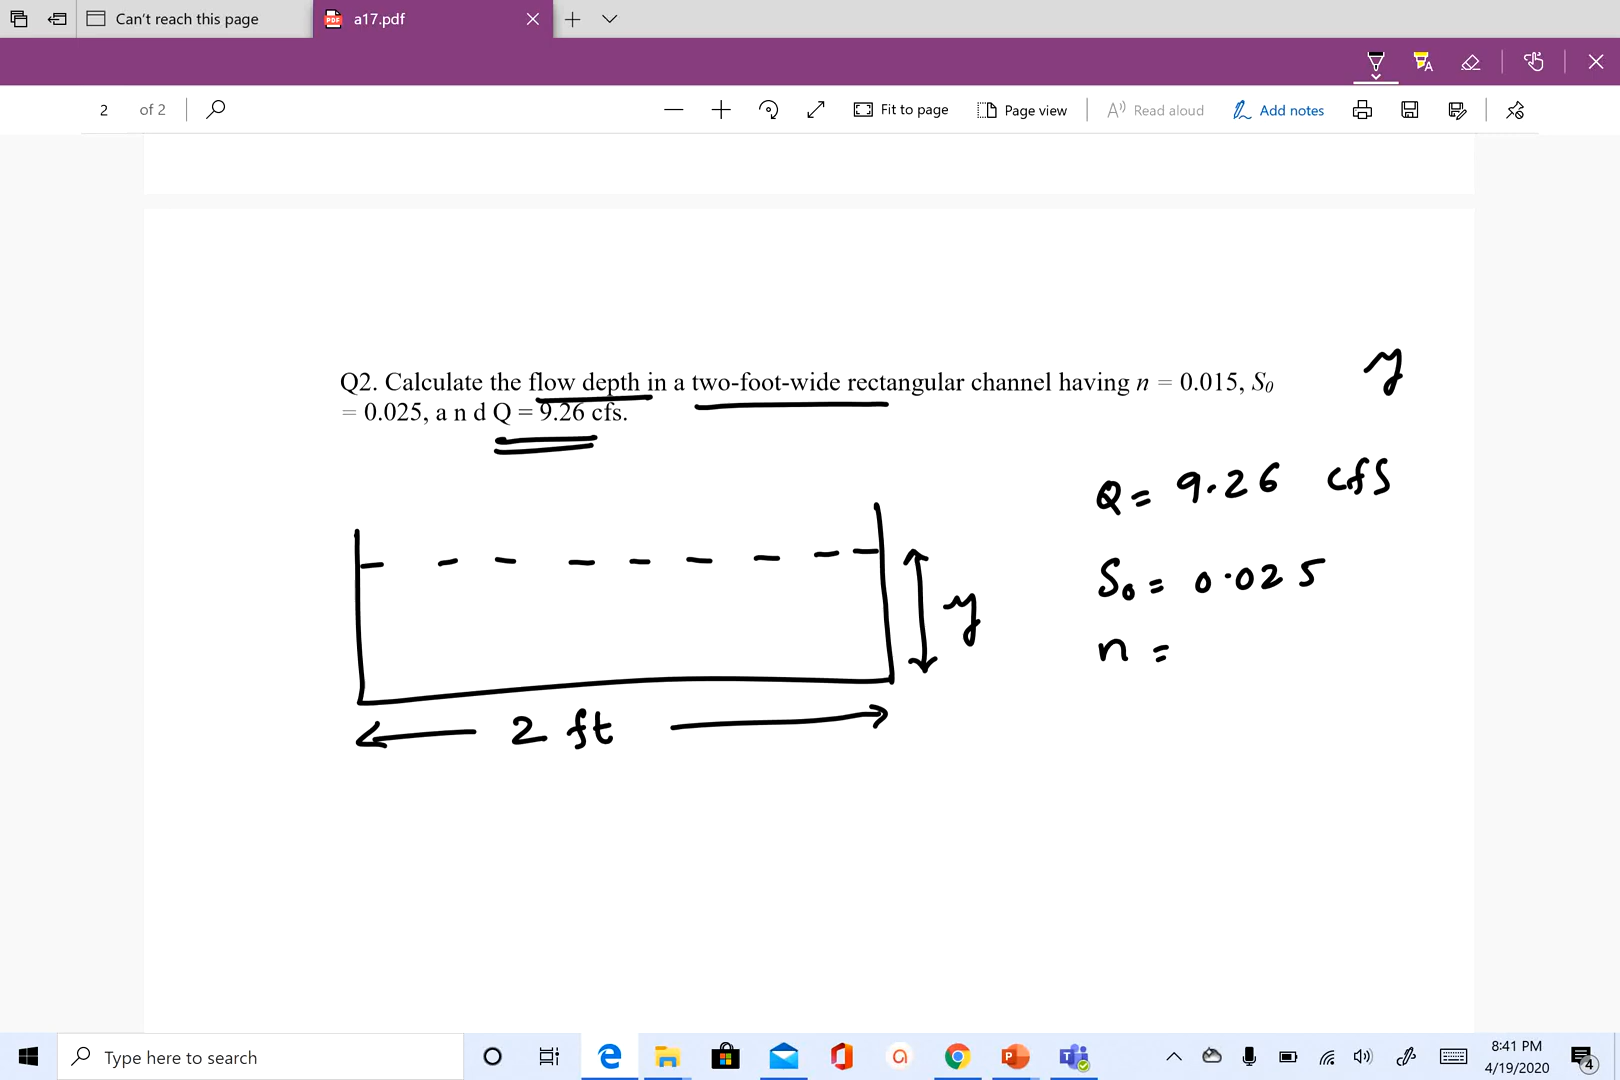 Can't reach this page
PDF a17.pdf
2 of 2
Fit to page Page view A Read aloud Add notes
Q2. Calculate the flow depth in a two-foot-wide rectangular channel having n = 0.015, S0
= 0.025, a n d Q = 9.26 cfs.
y
Q = 9.26 cfs
S0 = 0.025
y
n =
2 ft
Type here to search
8:41 PM
4/19/2020
4